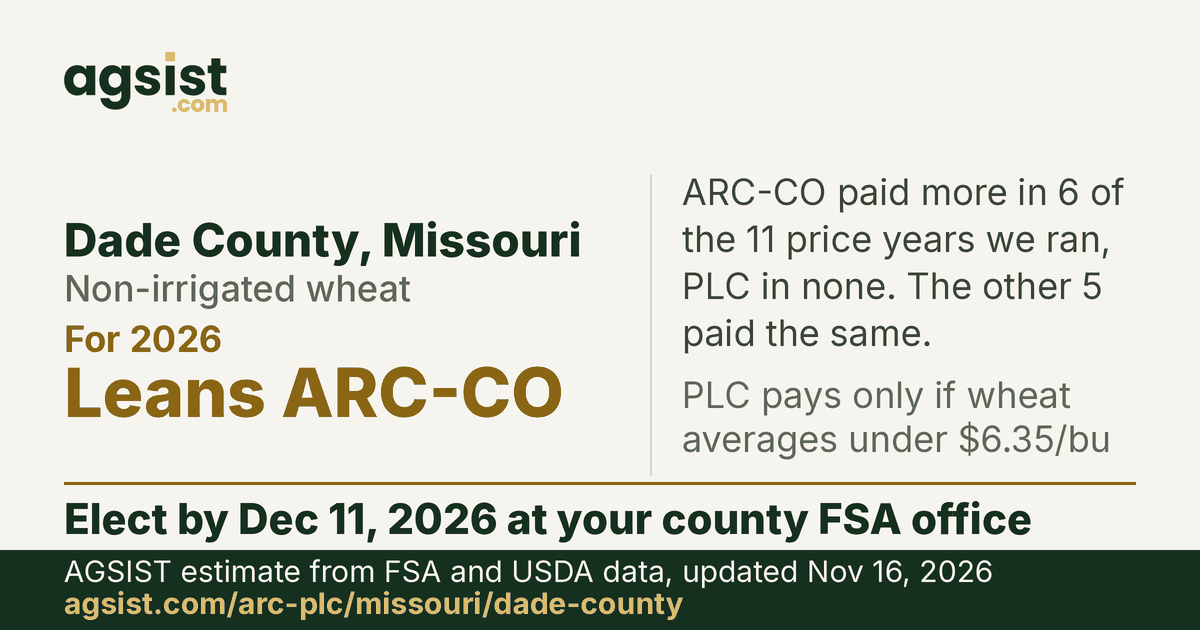 agsist
.com
Dade County, Missouri
Non-irrigated wheat
For 2026
Leans ARC-CO
ARC-CO paid more in 6 of
the 11 price years we ran,
PLC in none. The other 5
paid the same.
PLC pays only if wheat
averages under $6.35/bu
Elect by Dec 11, 2026 at your county FSA office
AGSIST estimate from FSA and USDA data, updated Nov 16, 2026
agsist.com/arc-plc/missouri/dade-county